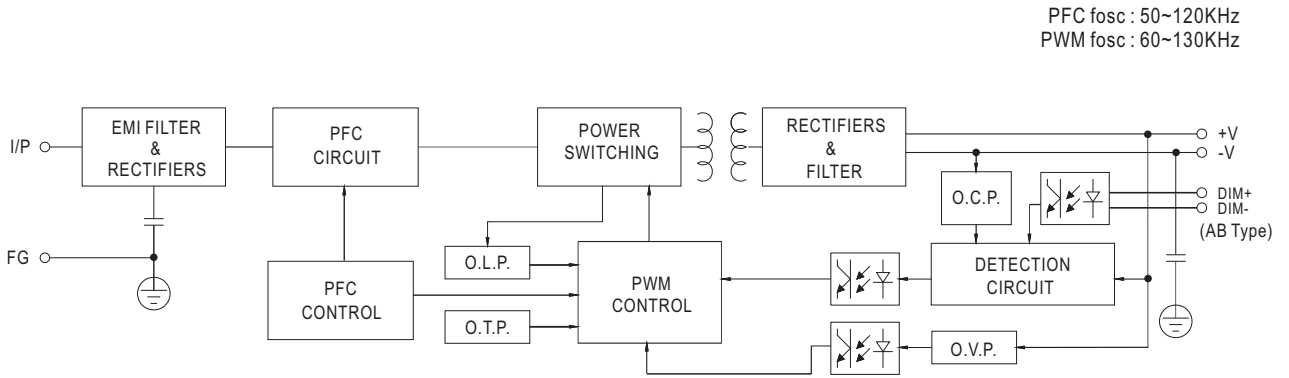 PFC fosc : 50~120KHz
PWM fosc : 60~130KHz
I/P
EMI FILTER
&
RECTIFIERS
PFC
CIRCUIT
POWER
SWITCHING
RECTIFIERS
&
FILTER
+V
-V
O.C.P.
DIM+
DIM-
(AB Type)
FG
O.L.P.
PFC
CONTROL
PWM
CONTROL
DETECTION
CIRCUIT
O.T.P.
O.V.P.